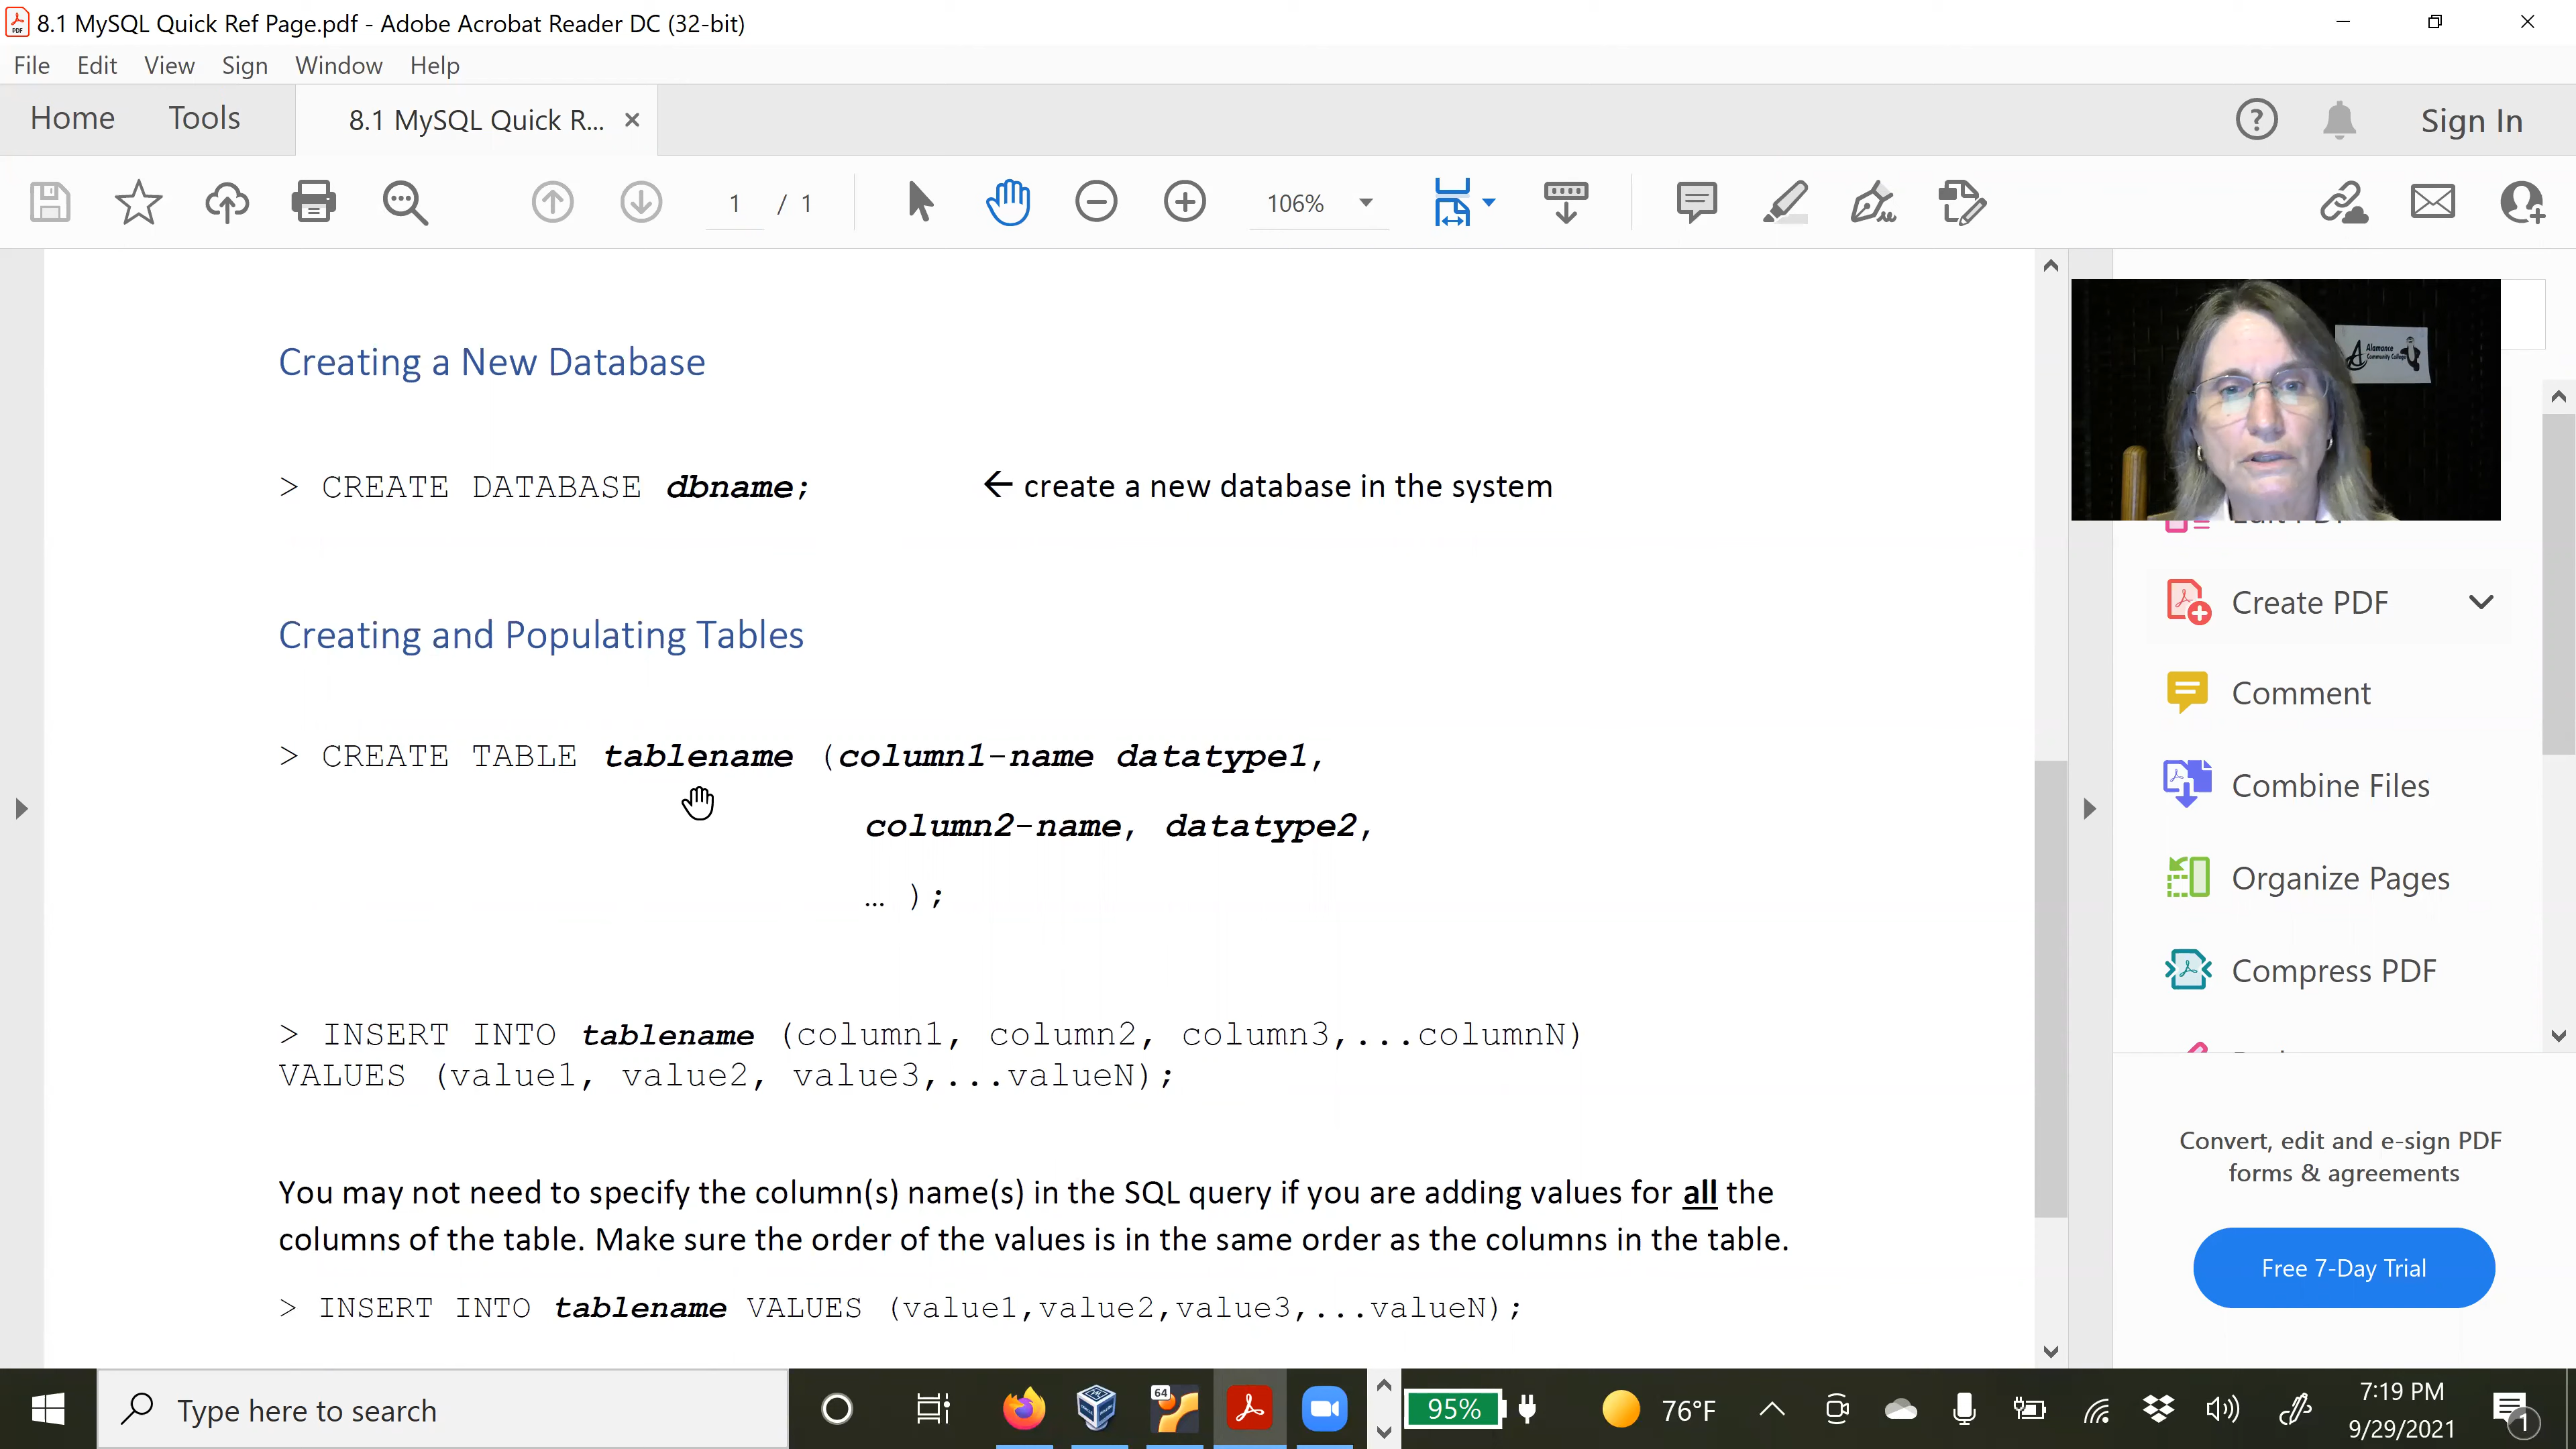 8.1 MySQL Quick Ref Page.pdf - Adobe Acrobat Reader DC (32-bit)
File Edit View Sign Window Help
Home Tools 8.1 MySQL Quick R... Sign In
1 / 1 106%
Creating a New Database
> CREATE DATABASE dbname; ← create a new database in the system
Creating and Populating Tables
> CREATE TABLE tablename (column1-name datatype1,
column2-name, datatype2,
… );
> INSERT INTO tablename (column1, column2, column3,...columnN)
VALUES (value1, value2, value3,...valueN);
You may not need to specify the column(s) name(s) in the SQL query if you are adding values for all the
columns of the table. Make sure the order of the values is in the same order as the columns in the table.
> INSERT INTO tablename VALUES (value1,value2,value3,...valueN);
Alamance
Community College
Create PDF
Comment
Combine Files
Organize Pages
Compress PDF
Convert, edit and e-sign PDF
forms & agreements
Free 7-Day Trial
Type here to search
64
95%
76°F
7:19 PM
9/29/2021
1